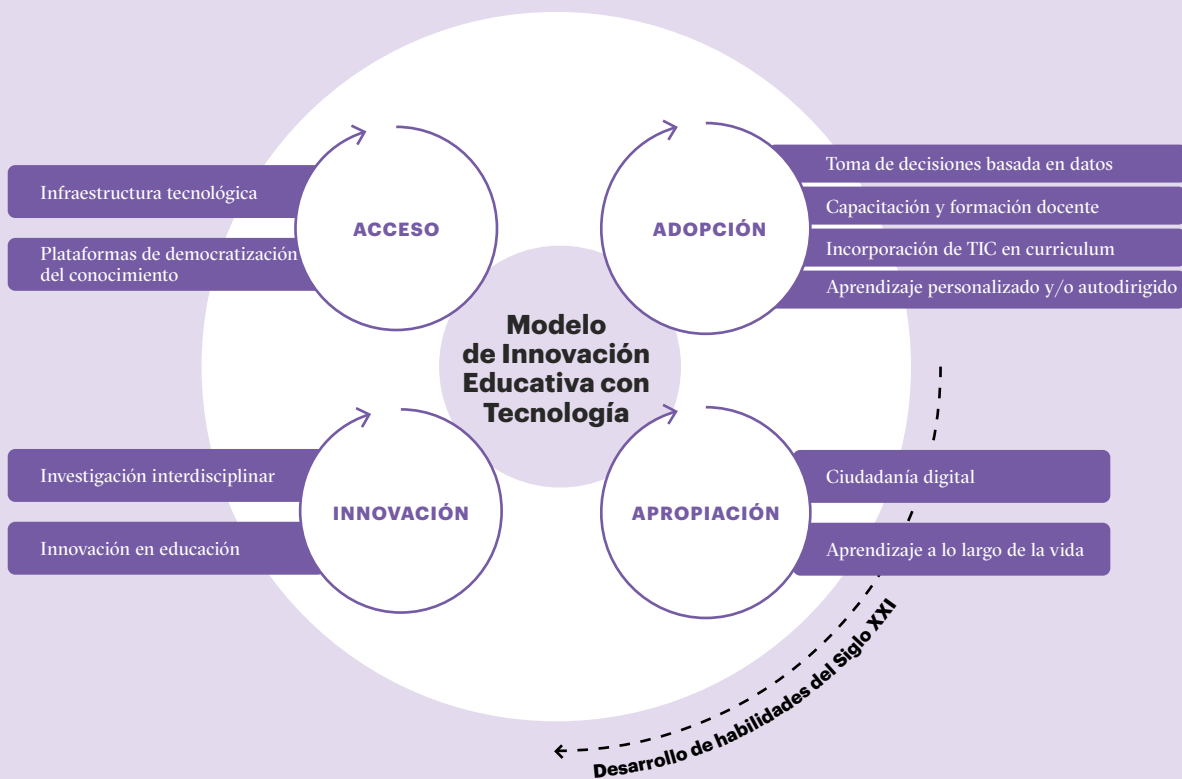 Infraestructura tecnológica
Plataformas de democratización
del conocimiento
ACCESO
ADOPCIÓN
Toma de decisiones basada en datos
Capacitación y formación docente
Incorporación de TIC en curriculum
Aprendizaje personalizado y/o autodirigido
Modelo
de Innovación
Educativa con
Tecnología
Investigación interdisciplinar
Innovación en educación
INNOVACIÓN
APROPIACIÓN
Ciudadanía digital
Aprendizaje a lo largo de la vida
Desarrollo de habilidades del Siglo XXI